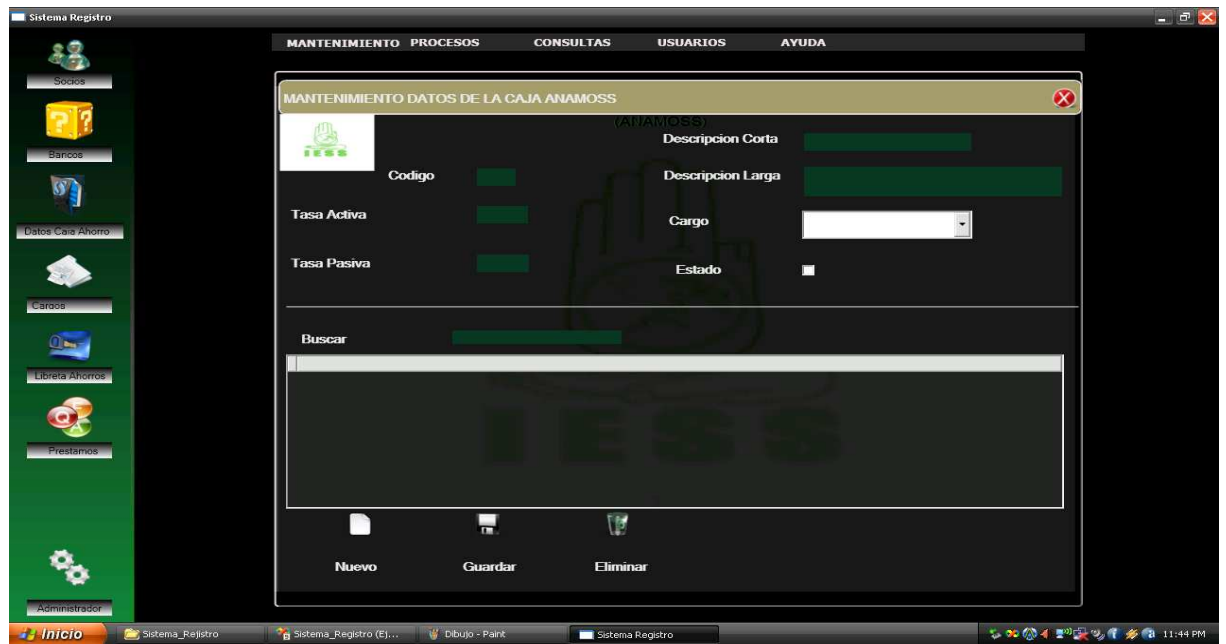 Sistema Registro
MANTENIMIENTO PROCESOS CONSULTAS USUARIOS AYUDA
Socios
Bancos
Datos Caja Ahorro
Cargos
Libreta Ahorros
Prestamos
Administrador
MANTENIMIENTO DATOS DE LA CAJA ANAMOSS
(ANAMOSS)
IESS
Descripcion Corta
Codigo
Descripcion Larga
Tasa Activa
Cargo
Tasa Pasiva
Estado
Buscar
IESS
Nuevo Guardar Eliminar
Inicio
Sistema_Rejistro
Sistema_Registro (Ej...
Dibujo - Paint
Sistema Registro
11:44 PM